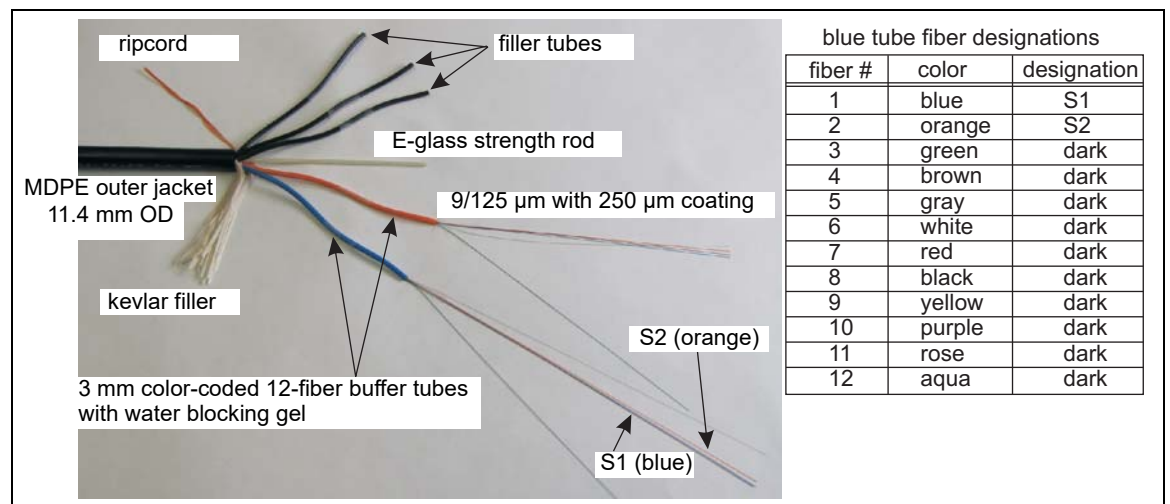 ripcord
filler tubes
E-glass strength rod
MDPE outer jacket
11.4 mm OD
9/125 µm with 250 µm coating
kevlar filler
S2 (orange)
3 mm color-coded 12-fiber buffer tubes
with water blocking gel
S1 (blue)
blue tube fiber designations
fiber # color designation
1 blue S1
2 orange S2
3 green dark
4 brown dark
5 gray dark
6 white dark
7 red dark
8 black dark
9 yellow dark
10 purple dark
11 rose dark
12 aqua dark